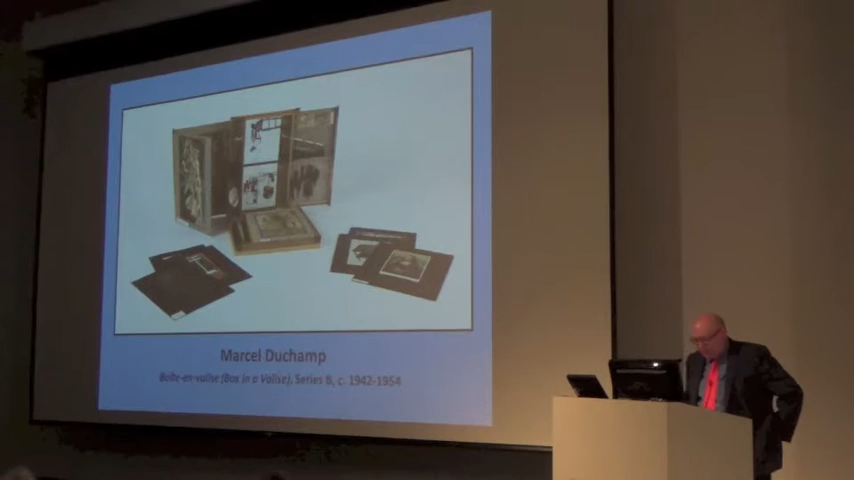 Marcel Duchamp
Boîte-en-valise (Box in a Valise), Series B, c. 1942-1954